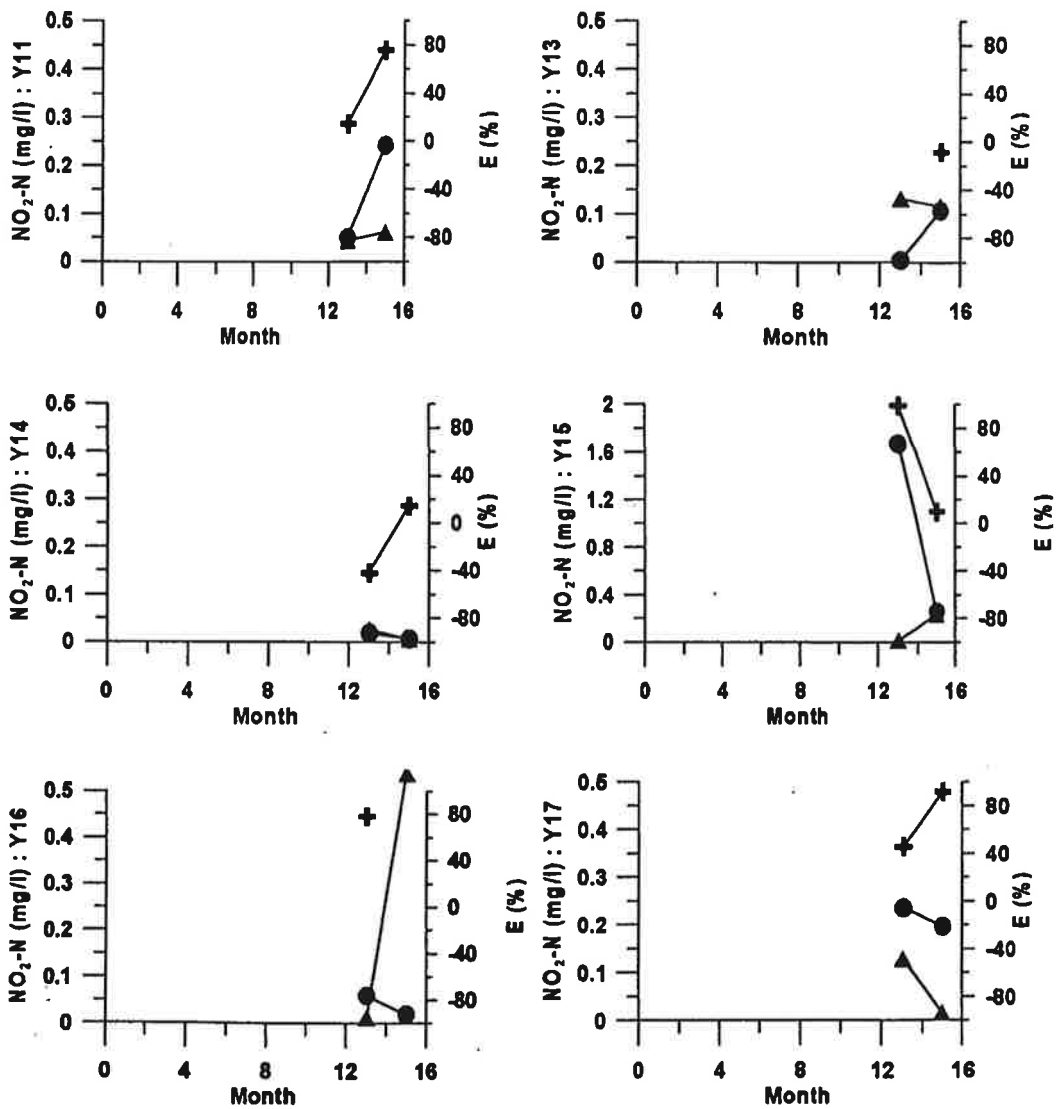 NO₂-N (mg/l) : Y11
0.5
0.4
0.3
0.2
0.1
0
80
40
0
-40
-80
E (%)
0 4 8 12 16
Month
NO₂-N (mg/l) : Y13
0.5
0.4
0.3
0.2
0.1
0
80
40
0
-40
-80
E (%)
0 4 8 12 16
Month
NO₂-N (mg/l) : Y14
0.5
0.4
0.3
0.2
0.1
0
80
40
0
-40
-80
E (%)
0 4 8 12 16
Month
NO₂-N (mg/l) : Y15
2
1.6
1.2
0.8
0.4
0
80
40
0
-40
-80
E (%)
0 4 8 12 16
Month
NO₂-N (mg/l) : Y16
0.5
0.4
0.3
0.2
0.1
0
80
40
0
-40
-80
E (%)
0 4 8 12 16
Month
NO₂-N (mg/l) : Y17
0.5
0.4
0.3
0.2
0.1
0
80
40
0
-40
-80
E (%)
0 4 8 12 16
Month